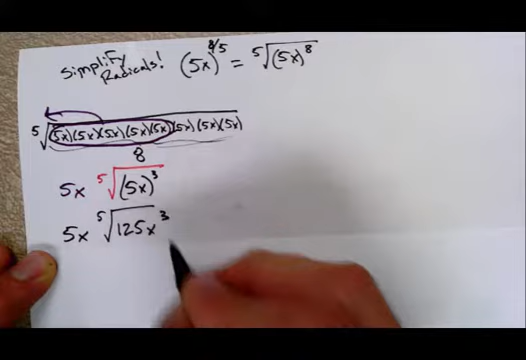 Simplify Radicals! (5x)^(8/5) = ⁵√(5x)^8
⁵√(5x)(5x)(5x)(5x)(5x)(5x)(5x)(5x)
8
5x ⁵√(5x)^3
5x ⁵√125x^3